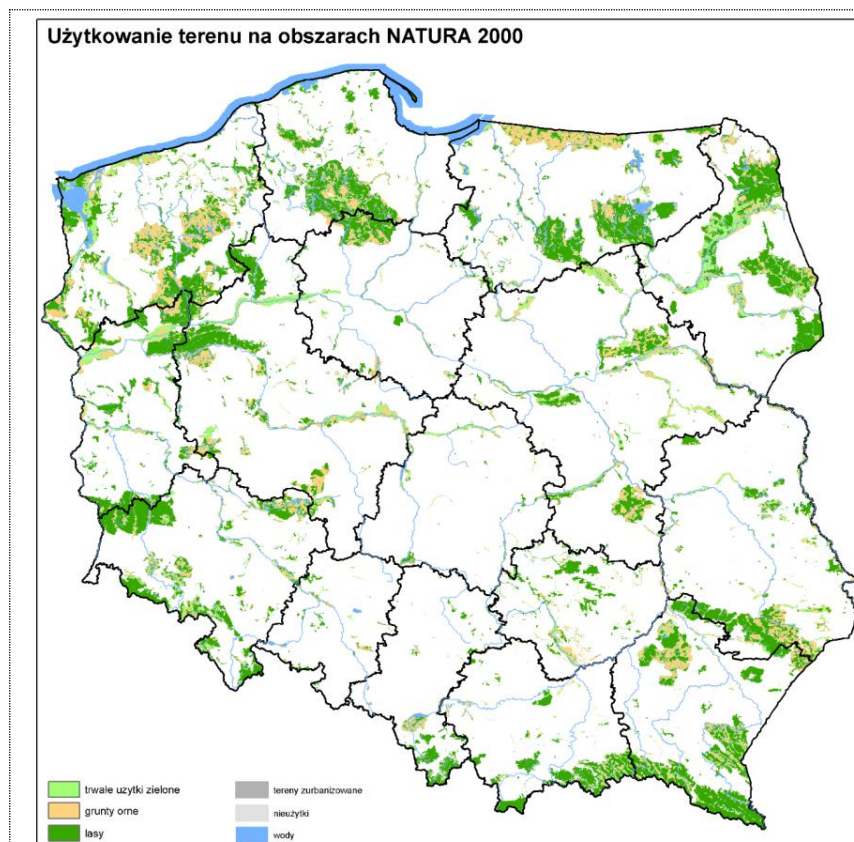 Użytkowanie terenu na obszarach NATURA 2000
trwałe uzytki zielone
grunty orne
lasy
tereny zurbanizowane
nieużytki
wody